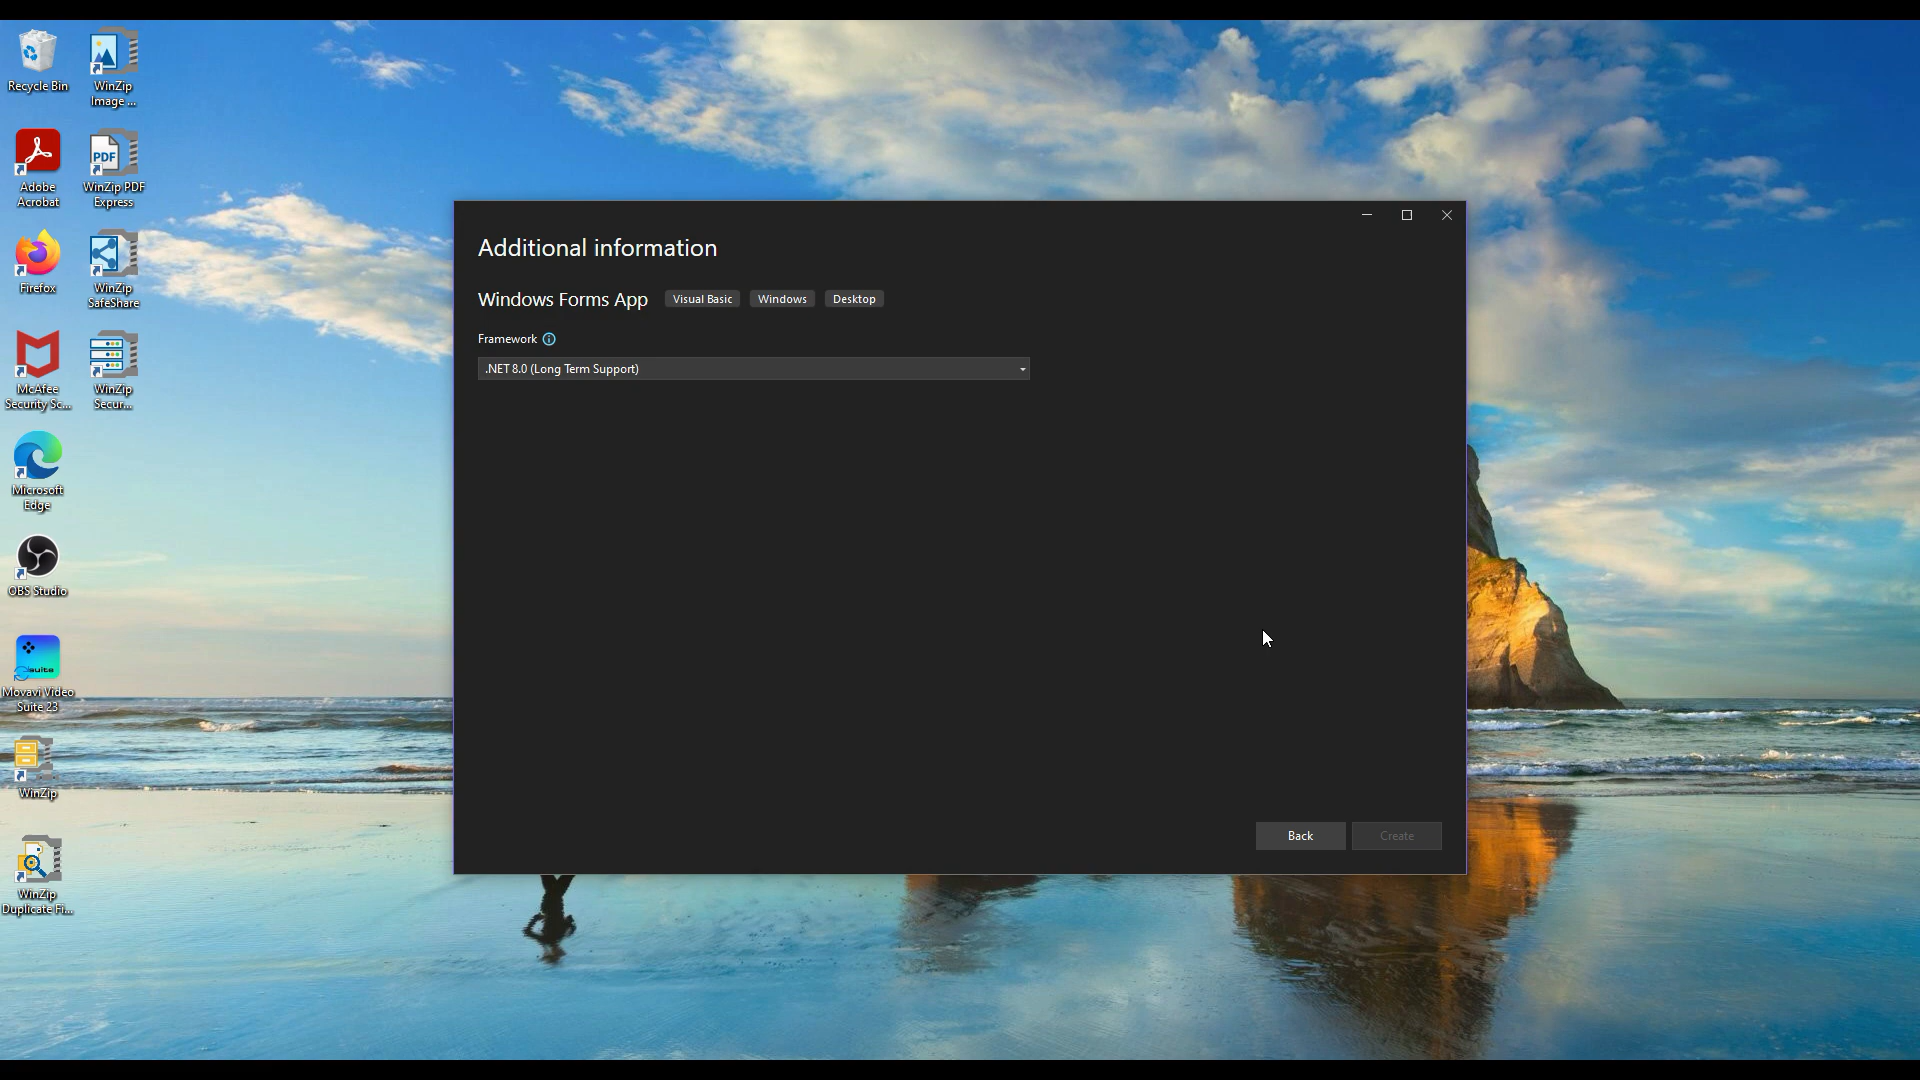 Recycle Bin
WinZip
Image ...
Adobe
Acrobat
PDF
WinZip PDF
Express
Firefox
WinZip
SafeShare
McAfee
Security Sc...
WinZip
Secur...
Microsoft
Edge
OBS Studio
suite
Movavi Video
Suite 23
WinZip
WinZip
Duplicate Fi...
Additional information
Windows Forms App Visual Basic Windows Desktop
Framework
.NET 8.0 (Long Term Support)
Back Create